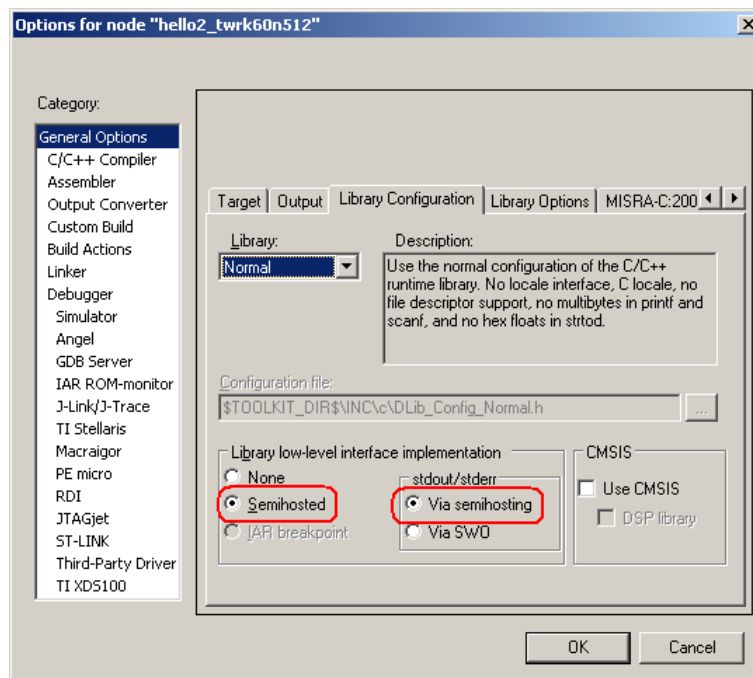 Options for node "hello2_twrk60n512"
Category:
General Options
C/C++ Compiler
Assembler
Output Converter
Custom Build
Build Actions
Linker
Debugger
Simulator
Angel
GDB Server
IAR ROM-monitor
J-Link/J-Trace
TI Stellaris
Macraigor
PE micro
RDI
JTAGjet
ST-LINK
Third-Party Driver
TI XDS100
Target
Output
Library Configuration
Library Options
MISRA-C:200
Library:
Normal
Description:
Use the normal configuration of the C/C++
runtime library. No locale interface, C locale, no
file descriptor support, no multibytes in printf and
scanf, and no hex floats in strtod.
Configuration file:
$TOOLKIT_DIR$\INC\c\DLib_Config_Normal.h
...
Library low-level interface implementation
None
Semihosted
IAR breakpoint
stdout/stderr
Via semihosting
Via SWO
CMSIS
Use CMSIS
DSP library
OK
Cancel